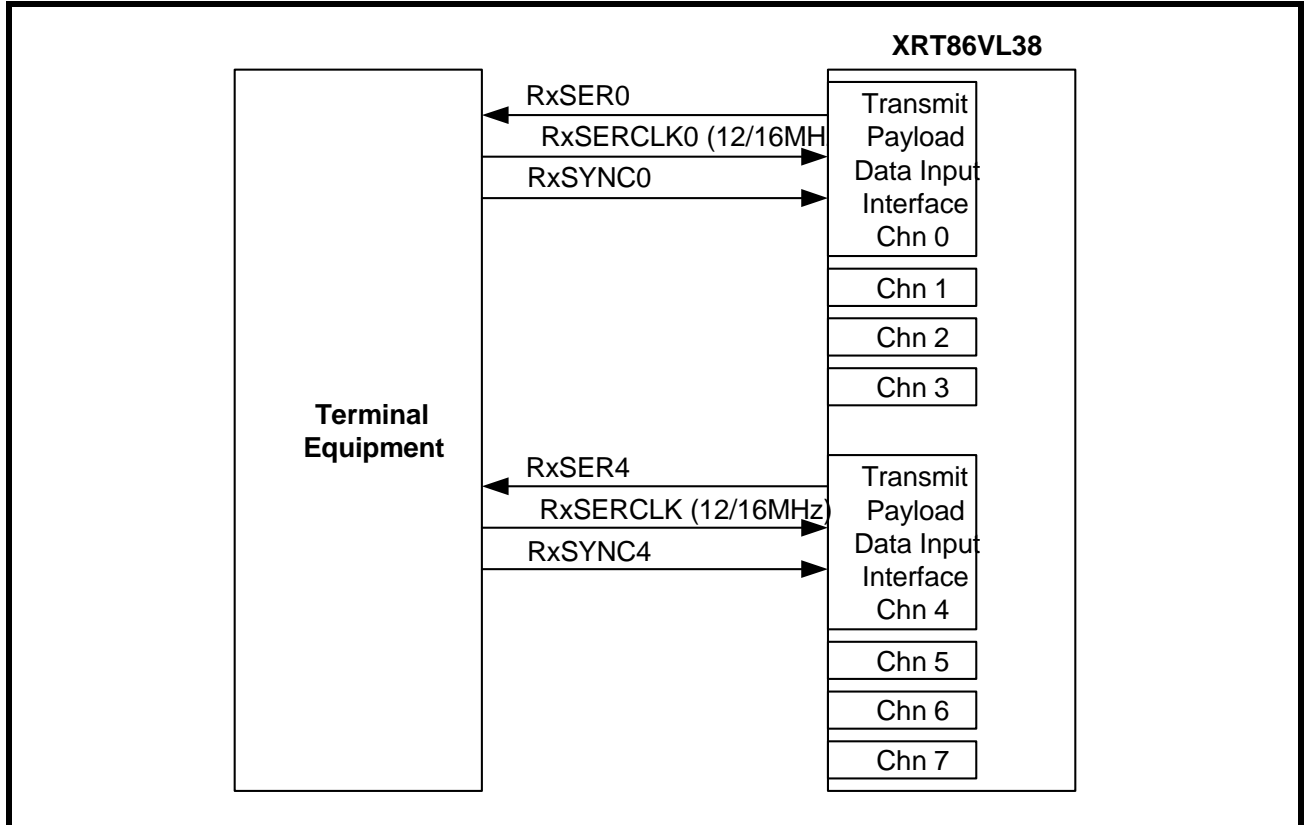 XRT86VL38
RxSER0
RxSERCLK0 (12/16MH
RxSYNC0
Transmit
Payload
Data Input
Interface
Chn 0
Chn 1
Chn 2
Chn 3
Terminal
Equipment
RxSER4
RxSERCLK (12/16MHz)
RxSYNC4
Transmit
Payload
Data Input
Interface
Chn 4
Chn 5
Chn 6
Chn 7